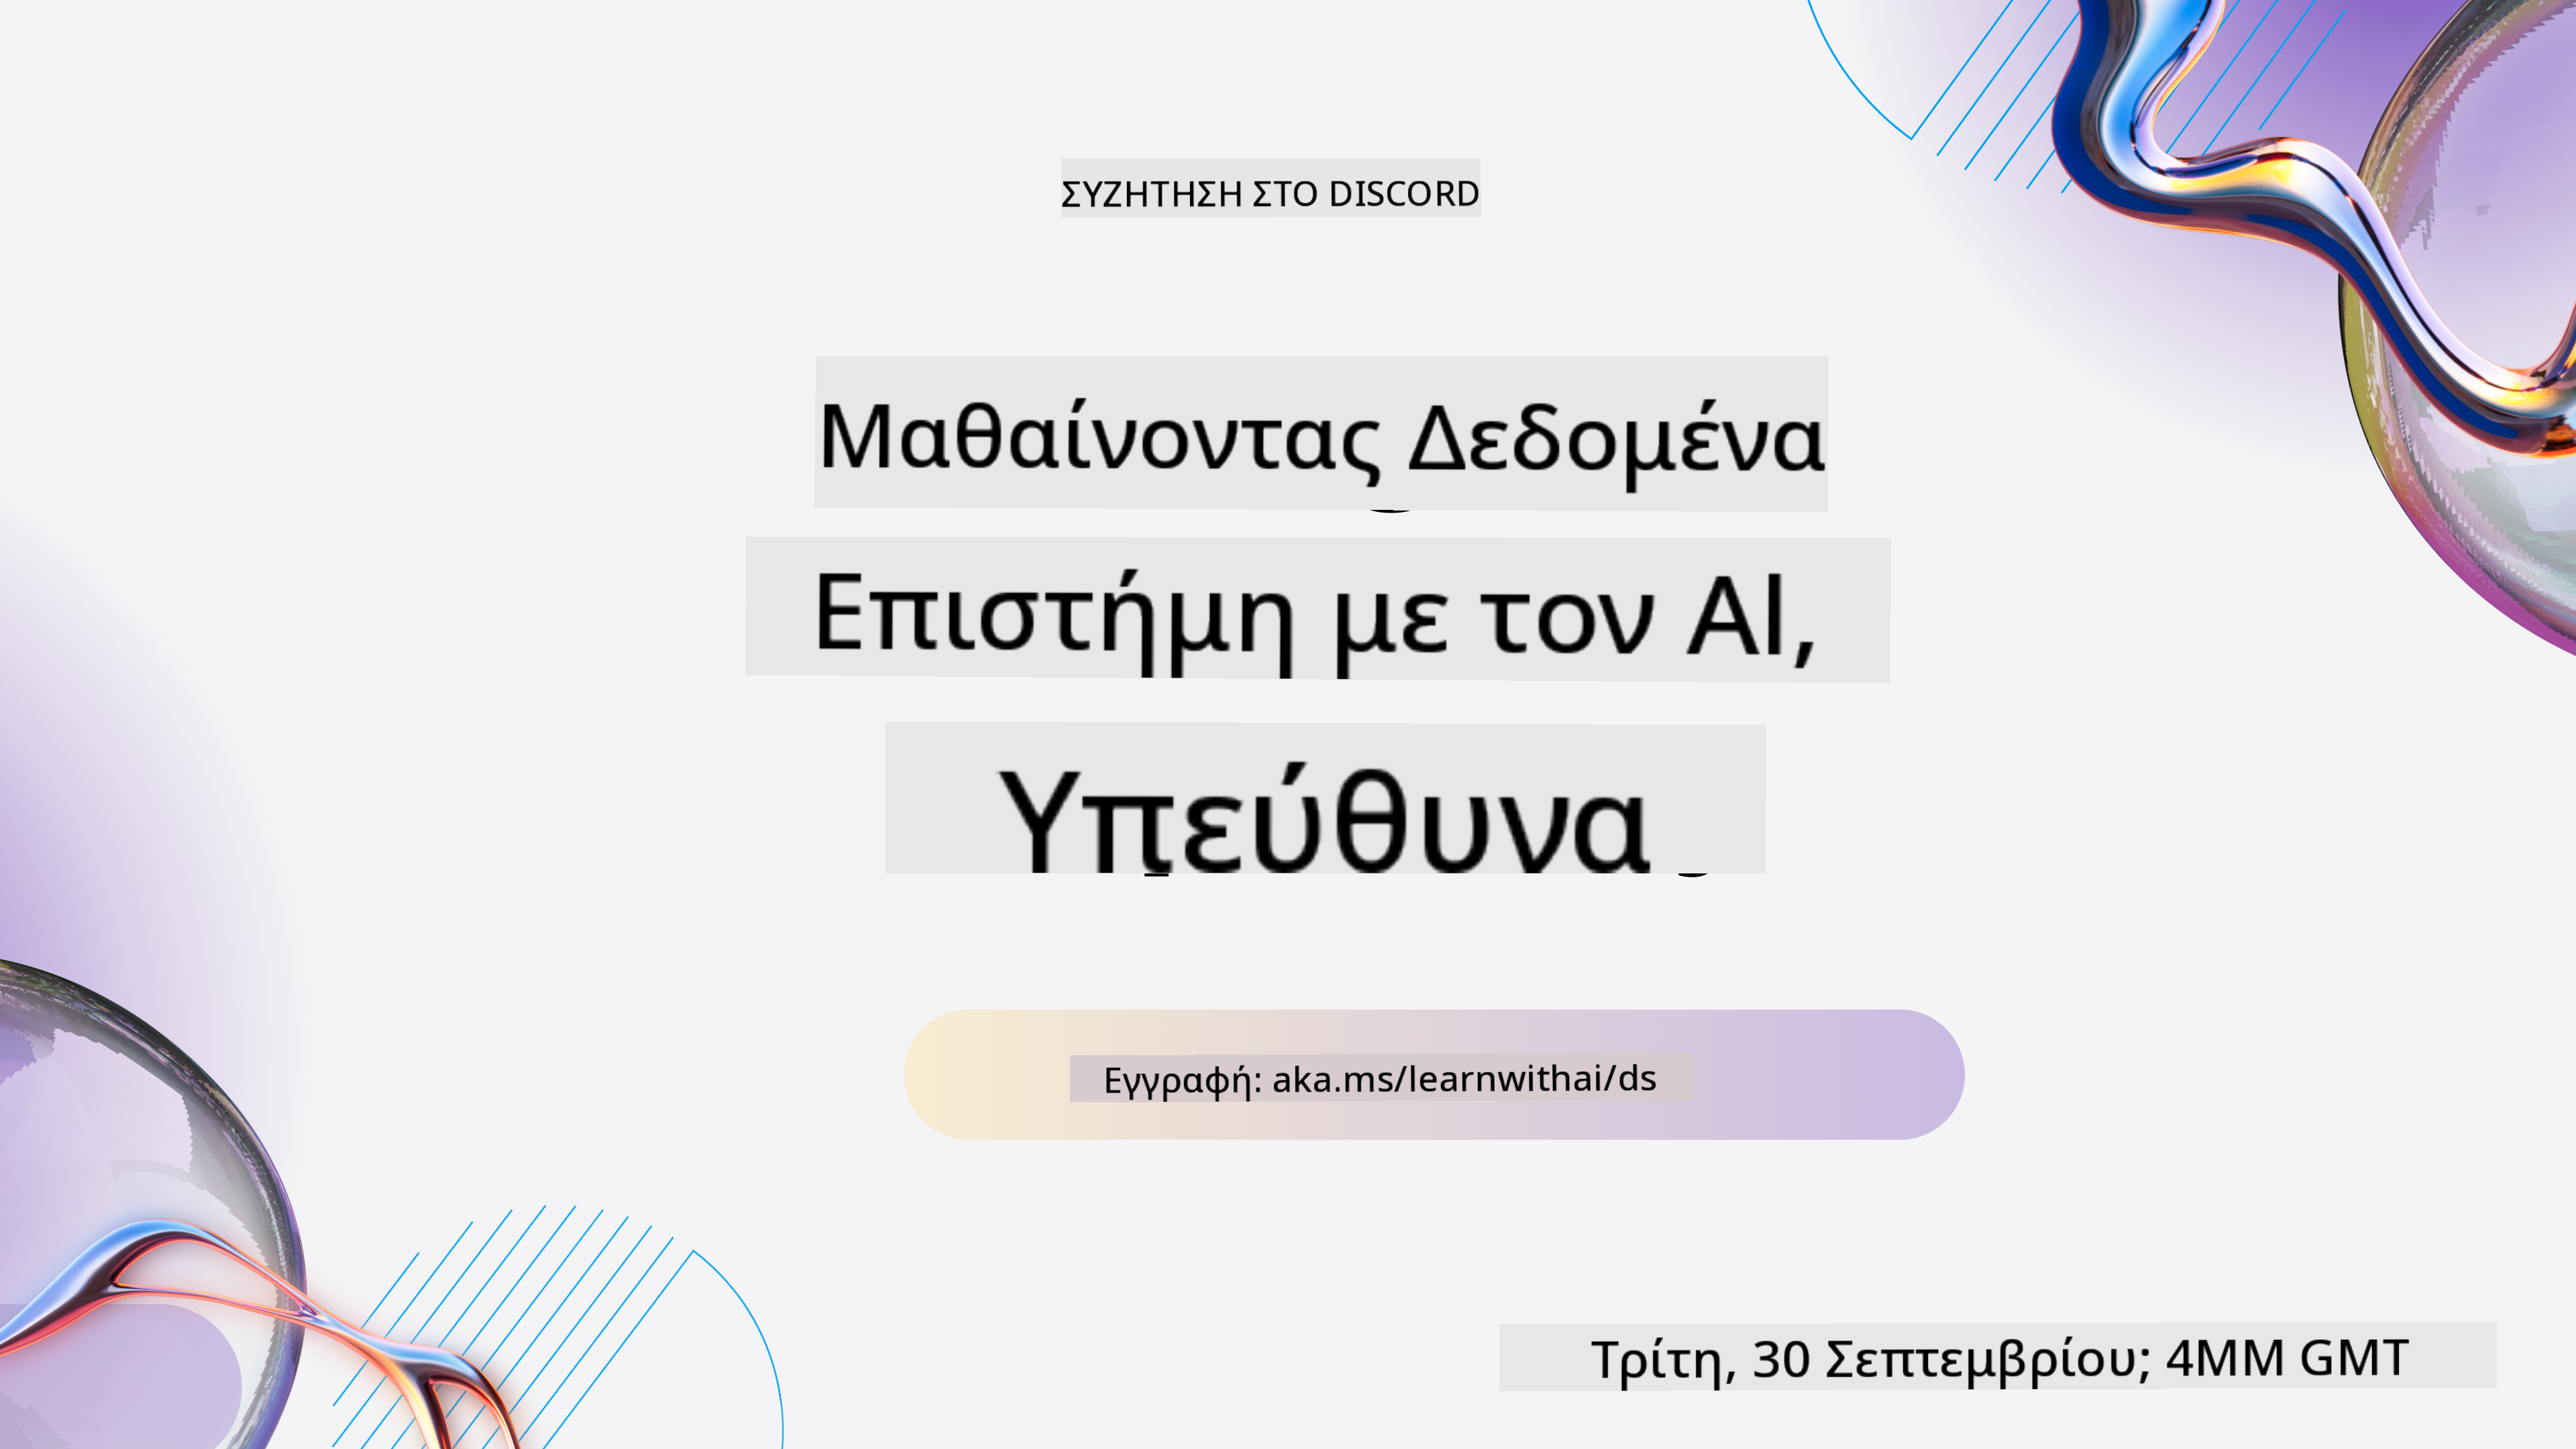 ΣΥΖΗΤΗΣΗ ΣΤΟ DISCORD
Μαθαίνοντας Δεδομένα
Επιστήμη με τον AI,
Υπεύθυνα
Εγγραφή: aka.ms/learnwithai/ds
Τρίτη, 30 Σεπτεμβρίου; 4ΜΜ GMT